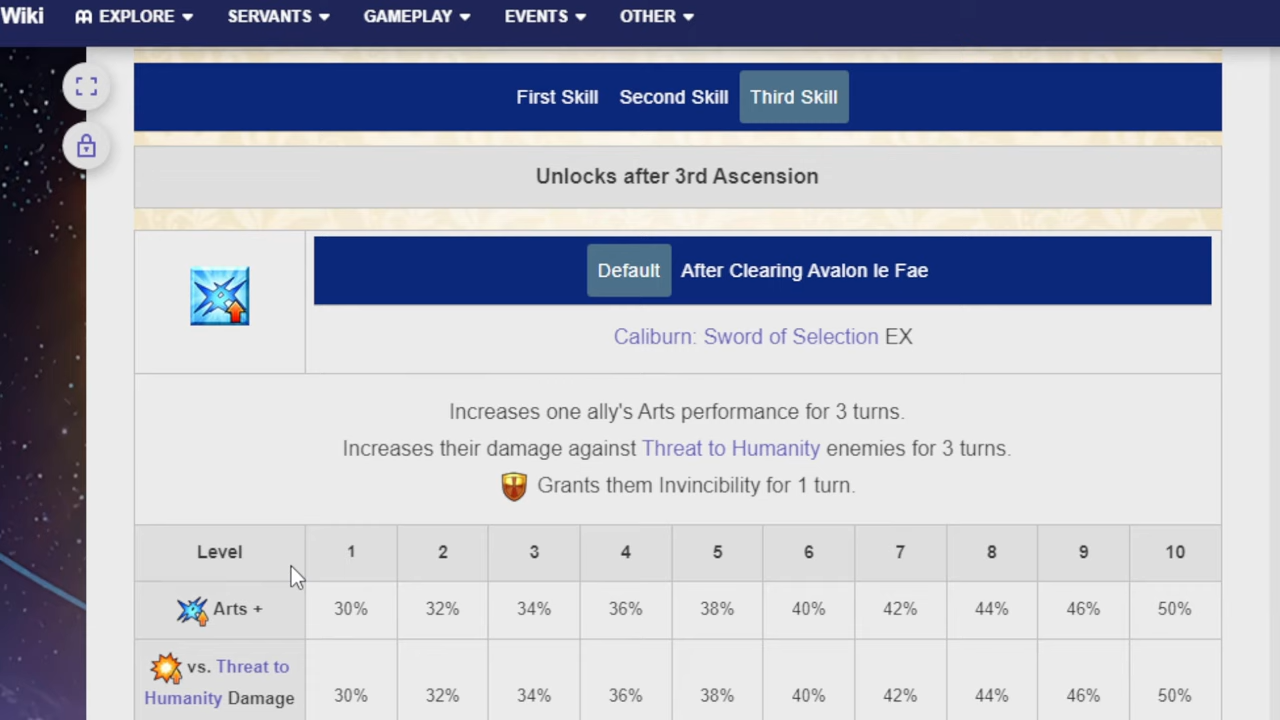 Wiki EXPLORE SERVANTS GAMEPLAY EVENTS OTHER
First Skill Second Skill Third Skill
Unlocks after 3rd Ascension
Default After Clearing Avalon le Fae
Caliburn: Sword of Selection EX
Increases one ally's Arts performance for 3 turns.
Increases their damage against Threat to Humanity enemies for 3 turns.
Grants them Invincibility for 1 turn.
Level 1 2 3 4 5 6 7 8 9 10
Arts + 30% 32% 34% 36% 38% 40% 42% 44% 46% 50%
vs. Threat to
Humanity Damage 30% 32% 34% 36% 38% 40% 42% 44% 46% 50%